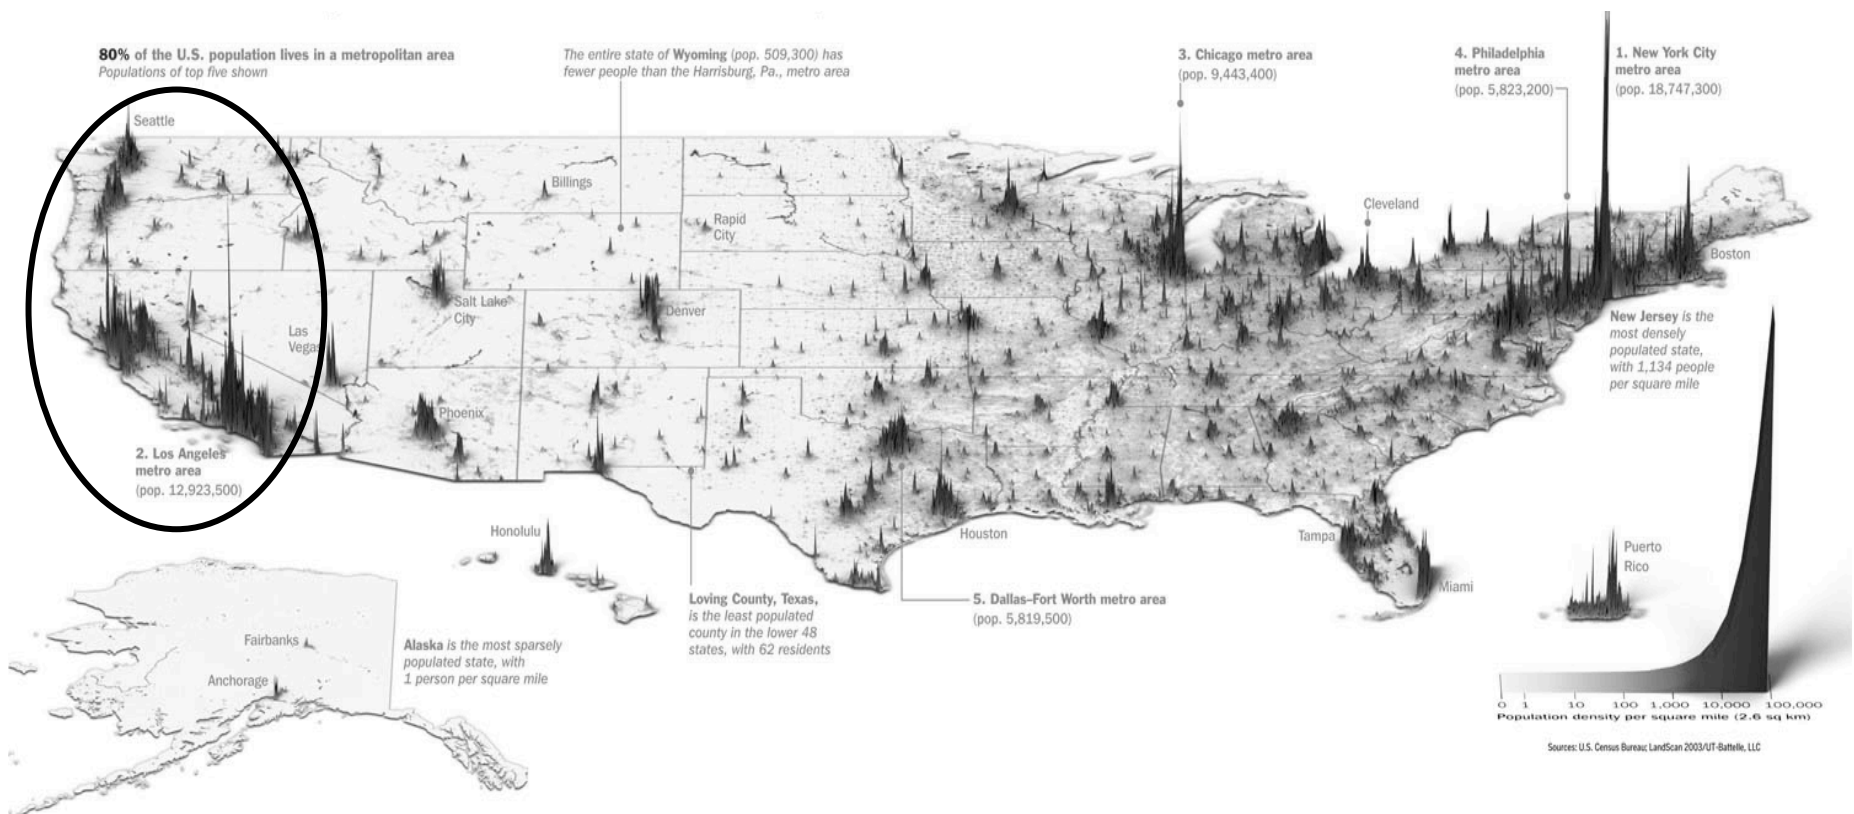 80% of the U.S. population lives in a metropolitan area
Populations of top five shown
The entire state of Wyoming (pop. 509,300) has
fewer people than the Harrisburg, Pa., metro area
3. Chicago metro area
(pop. 9,443,400)
4. Philadelphia
metro area
(pop. 5,823,200)
1. New York City
metro area
(pop. 18,747,300)
Seattle
Billings
Rapid
City
Cleveland
Boston
Salt Lake
City
Denver
Las
Vegas
New Jersey is the
most densely
populated state,
with 1,134 people
per square mile
Phoenix
2. Los Angeles
metro area
(pop. 12,923,500)
Honolulu
Houston
Tampa
Miami
Puerto
Rico
Loving County, Texas,
is the least populated
county in the lower 48
states, with 62 residents
5. Dallas–Fort Worth metro area
(pop. 5,819,500)
Fairbanks
Anchorage
Alaska is the most sparsely
populated state, with
1 person per square mile
0 1 10 100 1,000 10,000 100,000
Population density per square mile (2.6 sq km)
Sources: U.S. Census Bureau; LandScan 2003/UT-Battelle, LLC